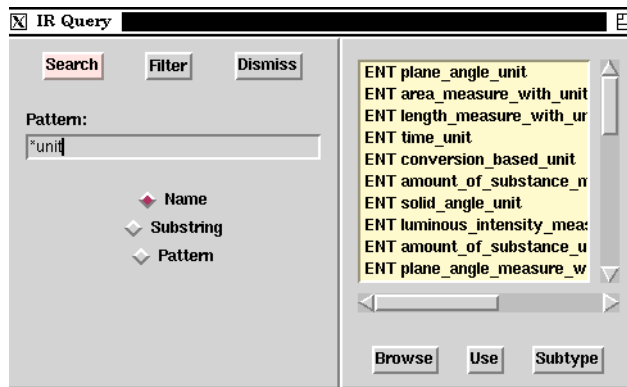 IR Query
Search Filter Dismiss
Pattern:
*unit
Name
Substring
Pattern
ENT plane_angle_unit
ENT area_measure_with_unit
ENT length_measure_with_ur
ENT time_unit
ENT conversion_based_unit
ENT amount_of_substance_m
ENT solid_angle_unit
ENT luminous_intensity_meas
ENT amount_of_substance_u
ENT plane_angle_measure_w
Browse Use Subtype